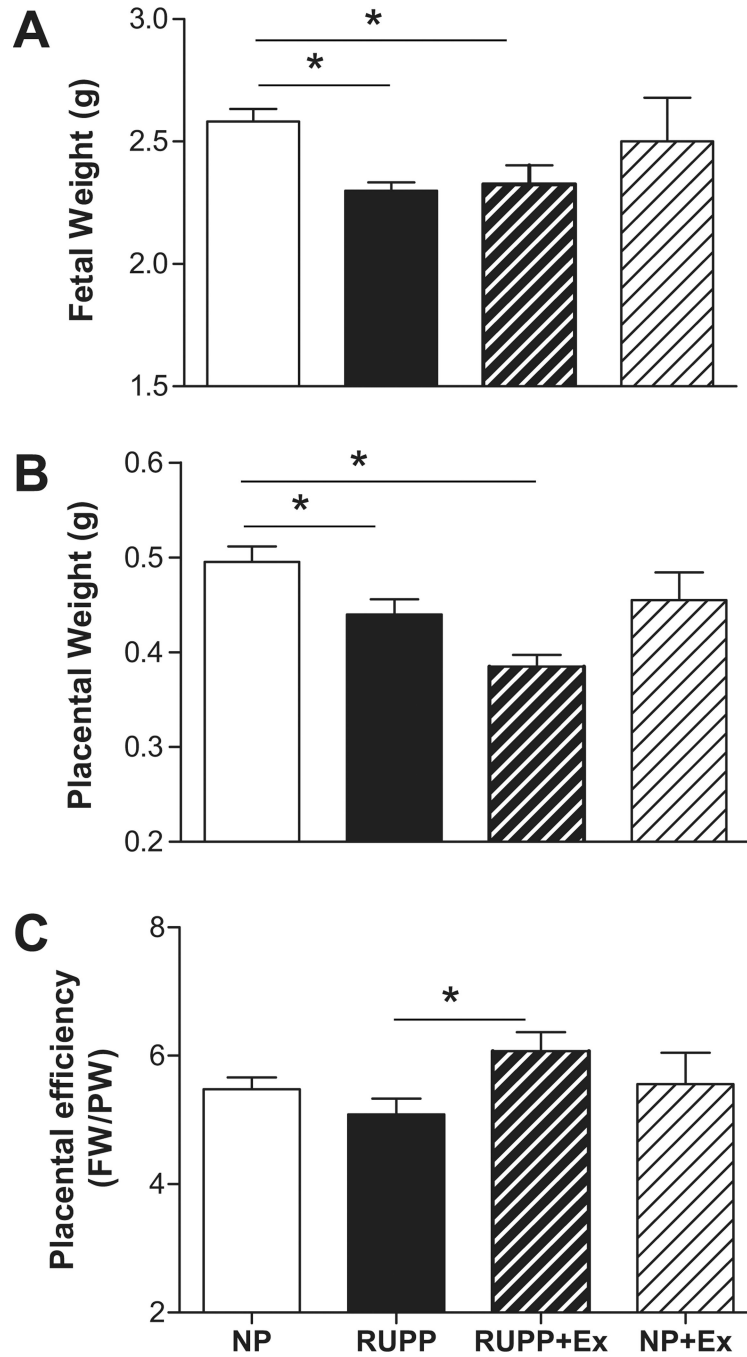 A
Fetal Weight (g)
3.0
2.5
2.0
1.5
*
*
B
Placental Weight (g)
0.6
0.5
0.4
0.3
0.2
*
*
C
Placental efficiency
(FW/PW)
8
6
4
2
*
NP RUPP RUPP+Ex NP+Ex